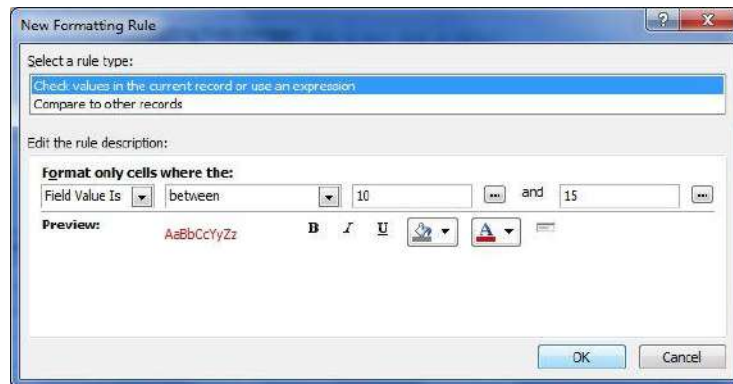 New Formatting Rule
Select a rule type:
Check values in the current record or use an expression
Compare to other records
Edit the rule description:
Format only cells where the:
Field Value Is between 10 ... and 15 ...
Preview: AaBbCcYyZz B I U A
OK Cancel